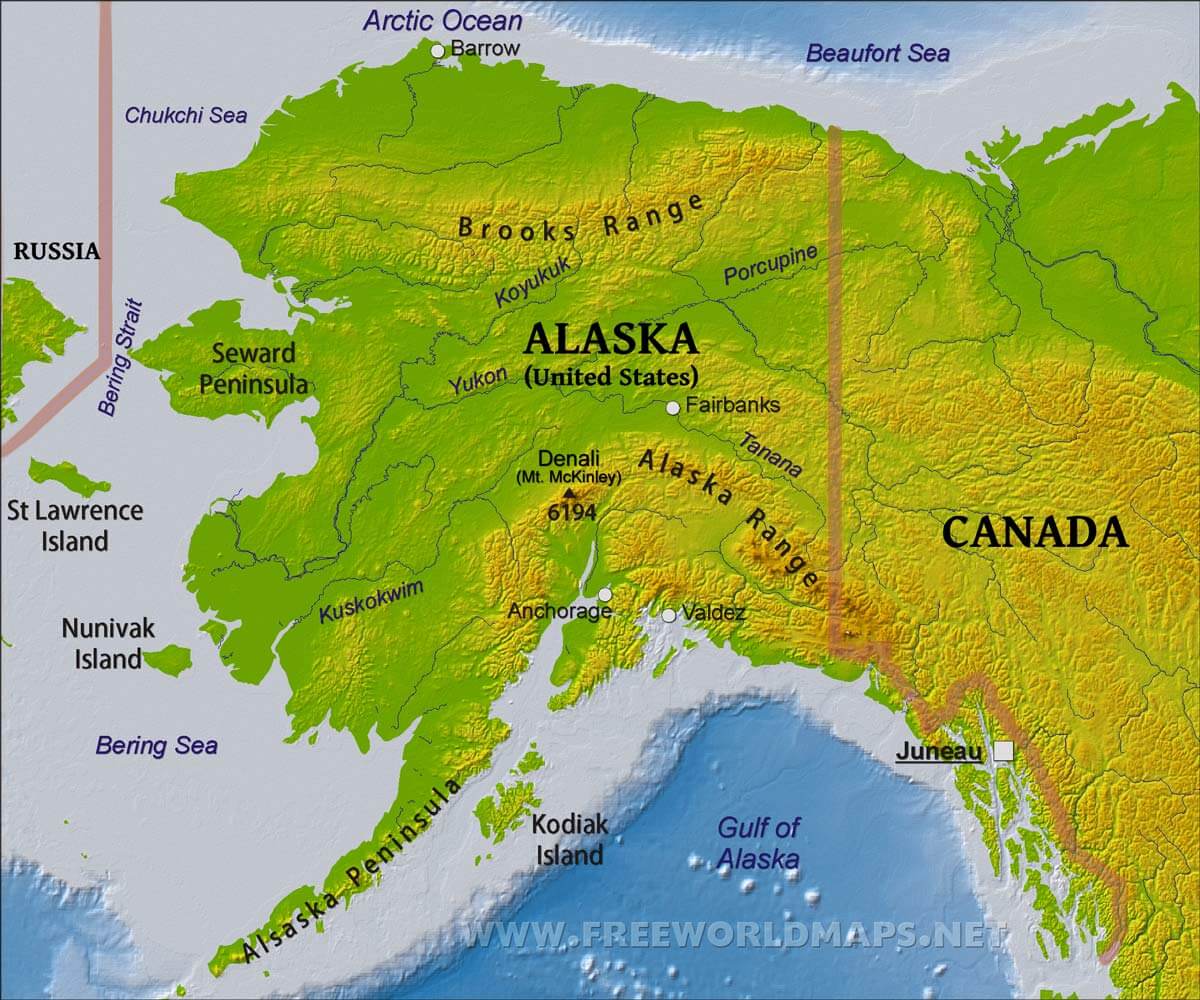 Arctic Ocean
Barrow
Beaufort Sea
Chukchi Sea
Brooks Range
RUSSIA
Koyukuk
Porcupine
Bering Strait
ALASKA
(United States)
Seward
Peninsula
Yukon
Fairbanks
Tanana
Denali
(Mt. McKinley)
6194
Alaska Range
St Lawrence
Island
CANADA
Kuskokwim
Anchorage
Valdez
Nunivak
Island
Bering Sea
Juneau
Alsaska Peninsula
Kodiak
Island
Gulf of
Alaska
WWW.FREEWORLDMAPS.NET